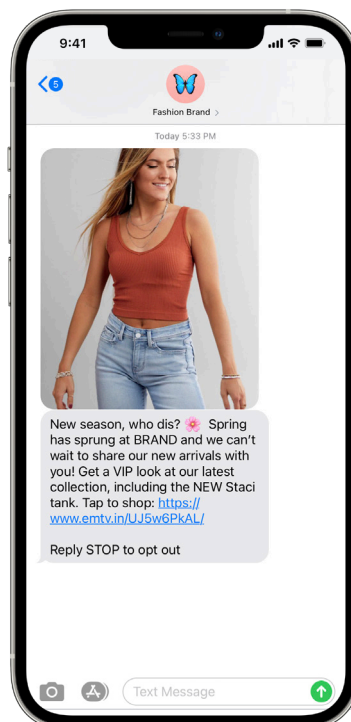 9:41
5
Fashion Brand >
Today 5:33 PM
New season, who dis? 🌸 Spring
has sprung at BRAND and we can't
wait to share our new arrivals with
you! Get a VIP look at our latest
collection, including the NEW Staci
tank. Tap to shop: https://
www.emtv.in/UJ5w6PkAL/
Reply STOP to opt out
Text Message